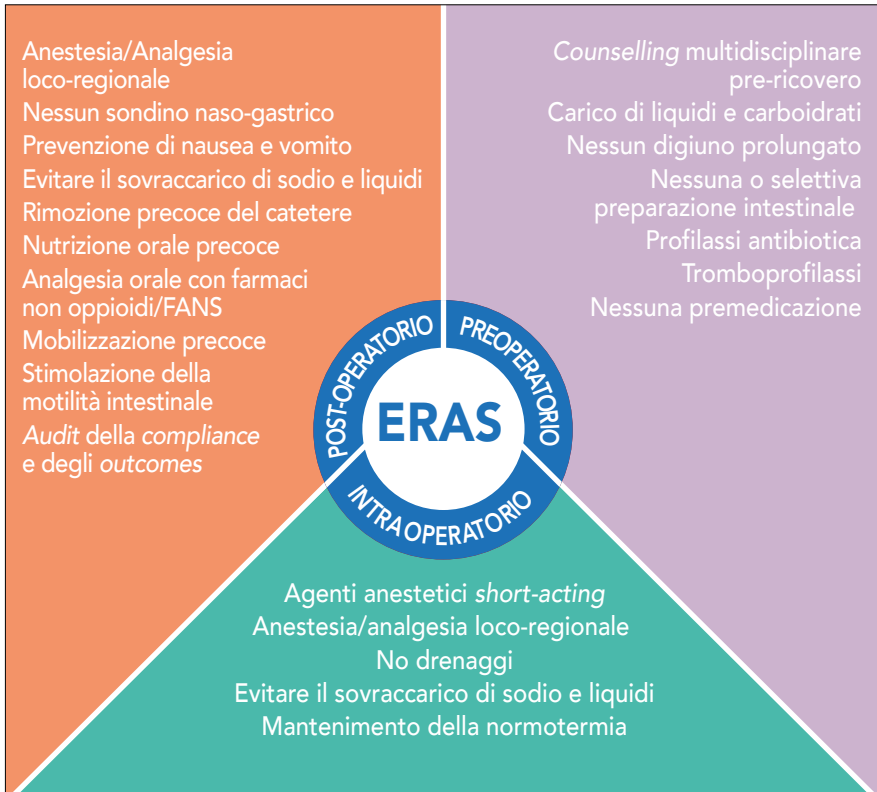 Anestesia/Analgesia
loco-regionale
Nessun sondino naso-gastrico
Prevenzione di nausea e vomito
Evitare il sovraccarico di sodio e liquidi
Rimozione precoce del catetere
Nutrizione orale precoce
Analgesia orale con farmaci
non oppioidi/FANS
Mobilizzazione precoce
Stimolazione della
motilità intestinale
Audit della compliance
e degli outcomes
Counselling multidisciplinare
pre-ricovero
Carico di liquidi e carboidrati
Nessun digiuno prolungato
Nessuna o selettiva
preparazione intestinale
Profilassi antibiotica
Tromboprofilassi
Nessuna premedicazione
POST-OPERATORIO
PREOPERATORIO
ERAS
INTRAOPERATORIO
Agenti anestetici short-acting
Anestesia/analgesia loco-regionale
No drenaggi
Evitare il sovraccarico di sodio e liquidi
Mantenimento della normotermia